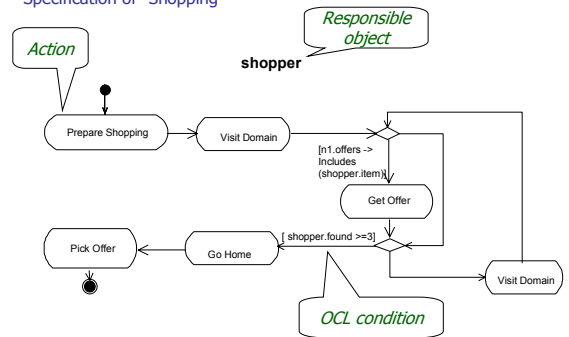 Specification of "Shopping"
Responsible
object
Action
shopper
Prepare Shopping
Visit Domain
[n1.offers ->
Includes
(shopper.item)]
Get Offer
[ shopper.found >=3]
Pick Offer
Go Home
Visit Domain
OCL condition